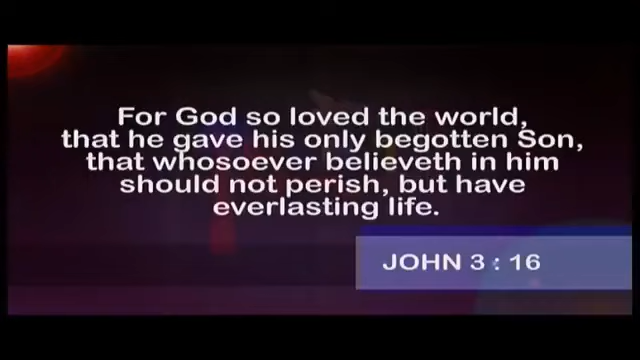 For God so loved the world,
that he gave his only begotten Son,
that whosoever believeth in him
should not perish, but have
everlasting life.
JOHN 3 : 16